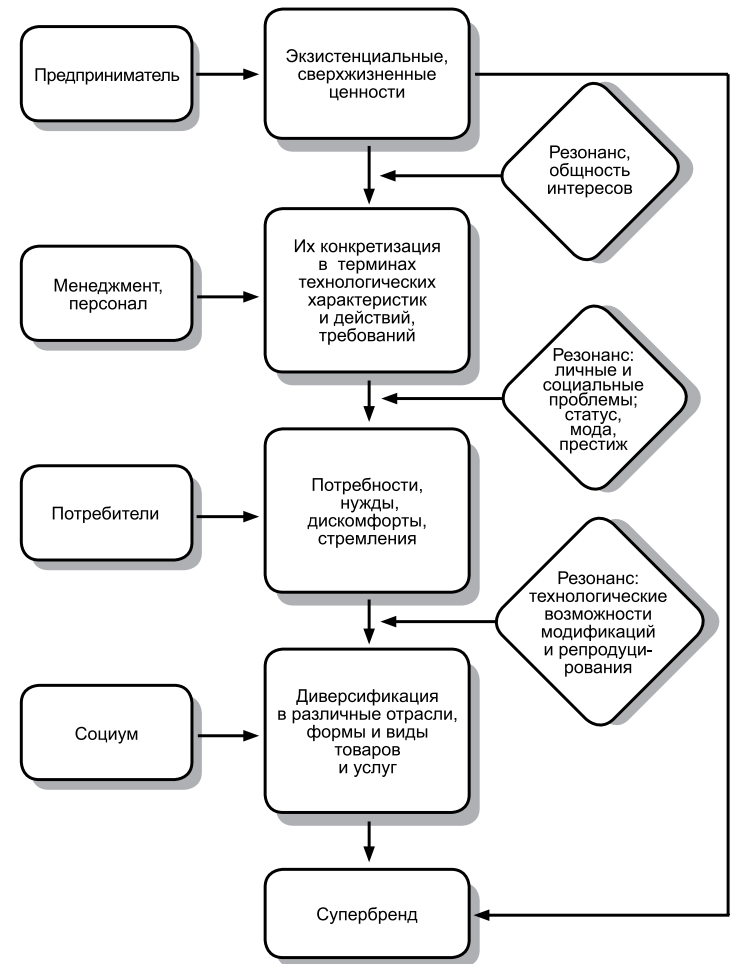 Предприниматель
Экзистенциальные,
сверхжизненные
ценности
Резонанс,
общность
интересов
Менеджмент,
персонал
Их конкретизация
в терминах
технологических
характеристик
и действий,
требований
Резонанс:
личные и
социальные
проблемы;
статус,
мода,
престиж
Потребители
Потребности,
нужды,
дискомфорты,
стремления
Резонанс:
технологические
возможности
модификаций
и репродуци-
рования
Социум
Диверсификация
в различные отрасли,
формы и виды
товаров
и услуг
Супербренд